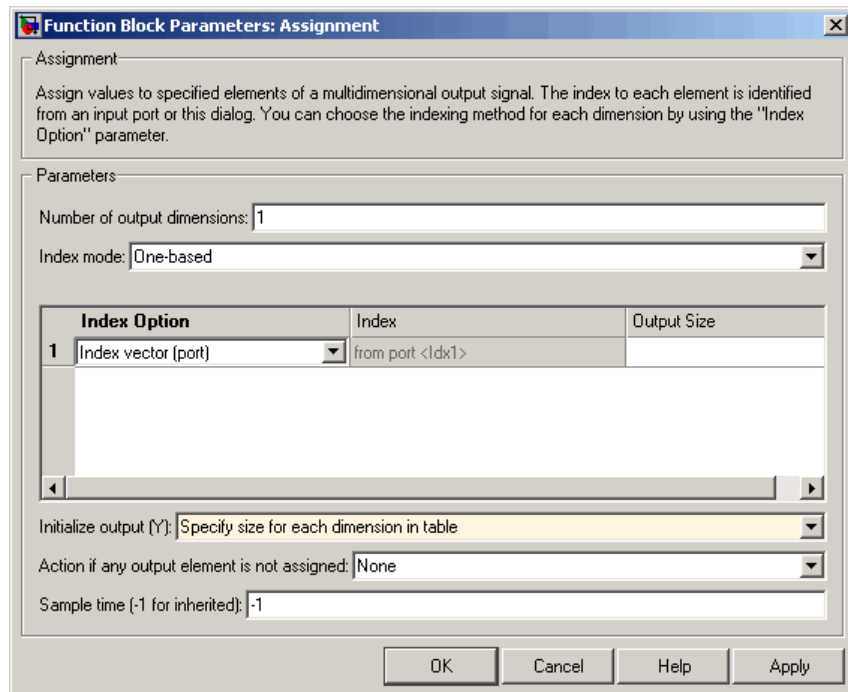 Function Block Parameters: Assignment
Assignment
Assign values to specified elements of a multidimensional output signal. The index to each element is identified
from an input port or this dialog. You can choose the indexing method for each dimension by using the "Index
Option" parameter.
Parameters
Number of output dimensions: 1
Index mode: One-based
Index Option Index Output Size
1 Index vector (port) from port <Idx1>
Initialize output (Y): Specify size for each dimension in table
Action if any output element is not assigned: None
Sample time (-1 for inherited): -1
OK Cancel Help Apply